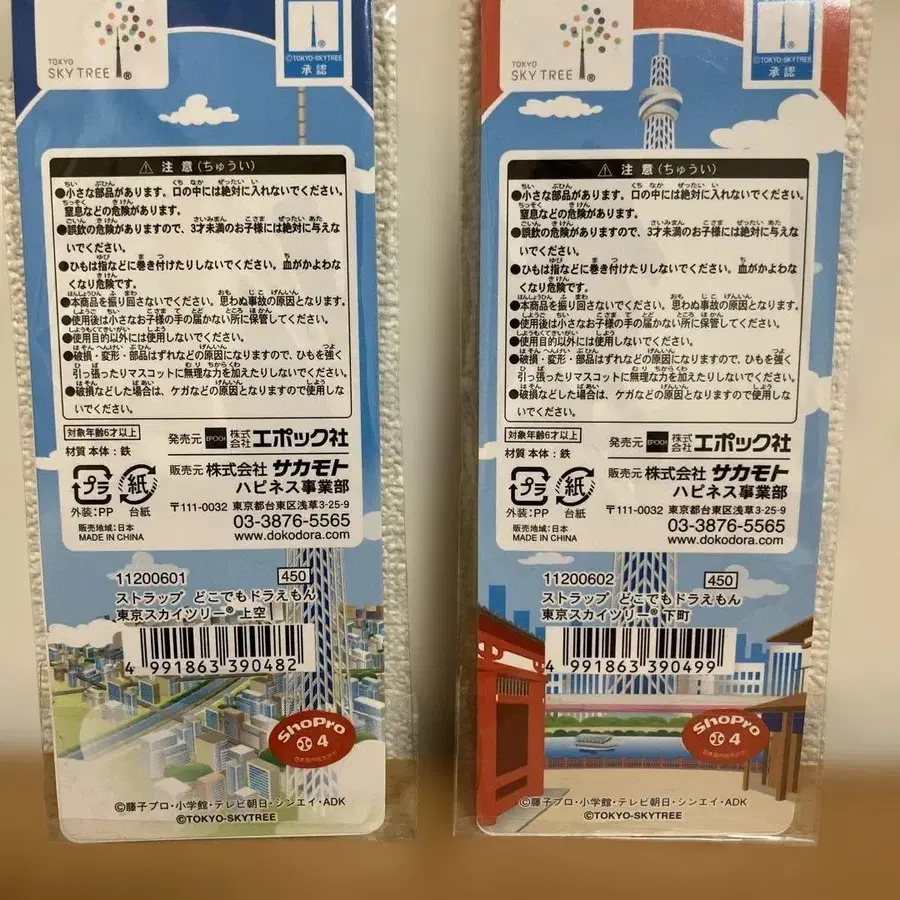 TOKYO
SKYTREE®
©TOKYO-SKYTREE
承認
⚠ 注意(ちゅうい)
●小さな部品があります。口の中には絶対に入れないでください。
窒息などの危険があります。
●誤飲の危険がありますので、3才未満のお子様には絶対に与えな
いでください。
●ひもは指などに巻き付けたりしないでください。血がかよわな
くなり危険です。
●本商品を振り回さないでください。思わぬ事故の原因となります。
●使用後は小さなお子様の手の届かない所に保管してください。
●使用目的以外には使用しないでください。
●破損・変形・部品はずれなどの原因になりますので、ひもを強く
引っ張ったりマスコットに無理な力を加えたりしないでください。
●破損などした場合は、ケガなどの原因となりますので使用しな
いでください。
対象年齢6才以上
材質 本体:鉄
プラ
紙
外装:PP
台紙
販売地域:日本
MADE IN CHINA
発売元 EPOCH 株式会社 エポック社
販売元 株式会社 サカモト
ハピネス事業部
〒111-0032 東京都台東区浅草3-25-9
03-3876-5565
www.dokodora.com
11200601
450
ストラップ どこでもドラえもん
東京スカイツリー® 上空
4 991863 390482
ShoPro
4
©藤子プロ・小学館・テレビ朝日・シンエイ・ADK
©TOKYO-SKYTREE
TOKYO
SKYTREE®
©TOKYO-SKYTREE
承認
⚠ 注意(ちゅうい)
●小さな部品があります。口の中には絶対に入れないでください。
窒息などの危険があります。
●誤飲の危険がありますので、3才未満のお子様には絶対に与えな
いでください。
●ひもは指などに巻き付けたりしないでください。血がかよわな
くなり危険です。
●本商品を振り回さないでください。思わぬ事故の原因となります。
●使用後は小さなお子様の手の届かない所に保管してください。
●使用目的以外には使用しないでください。
●破損・変形・部品はずれなどの原因になりますので、ひもを強く
引っ張ったりマスコットに無理な力を加えたりしないでください。
●破損などした場合は、ケガなどの原因となりますので使用しな
いでください。
対象年齢6才以上
材質 本体:鉄
プラ
紙
外装:PP
台紙
販売地域:日本
MADE IN CHINA
発売元 EPOCH 株式会社 エポック社
販売元 株式会社 サカモト
ハピネス事業部
〒111-0032 東京都台東区浅草3-25-9
03-3876-5565
www.dokodora.com
11200602
450
ストラップ どこでもドラえもん
東京スカイツリー® 下町
4 991863 390499
ShoPro
4
©藤子プロ・小学館・テレビ朝日・シンエイ・ADK
©TOKYO-SKYTREE